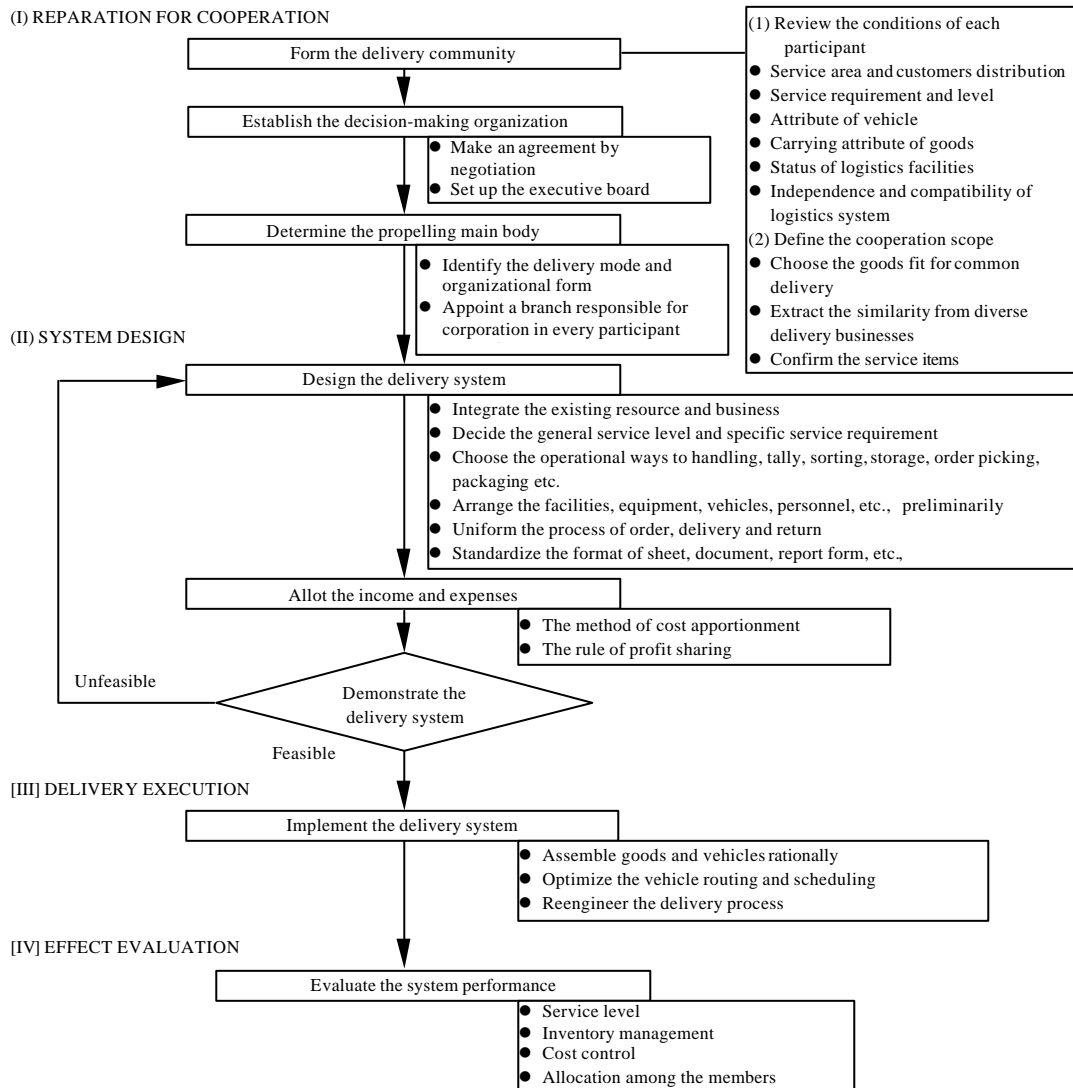 (I) REPARATION FOR COOPERATION
Form the delivery community
(1) Review the conditions of each
participant
● Service area and customers distribution
● Service requirement and level
● Attribute of vehicle
● Carrying attribute of goods
● Status of logistics facilities
● Independence and compatibility of
logistics system
(2) Define the cooperation scope
● Choose the goods fit for common
delivery
● Extract the similarity from diverse
delivery businesses
● Confirm the service items
Establish the decision-making organization
● Make an agreement by
negotiation
● Set up the executive board
Determine the propelling main body
● Identify the delivery mode and
organizational form
● Appoint a branch responsible for
corporation in every participant
(II) SYSTEM DESIGN
Design the delivery system
● Integrate the existing resource and business
● Decide the general service level and specific service requirement
● Choose the operational ways to handling, tally, sorting, storage, order picking,
packaging etc.
● Arrange the facilities, equipment, vehicles, personnel, etc., preliminarily
● Uniform the process of order, delivery and return
● Standardize the format of sheet, document, report form, etc.,
Allot the income and expenses
● The method of cost apportionment
● The rule of profit sharing
Unfeasible
Demonstrate the
delivery system
Feasible
[III] DELIVERY EXECUTION
Implement the delivery system
● Assemble goods and vehicles rationally
● Optimize the vehicle routing and scheduling
● Reengineer the delivery process
[IV] EFFECT EVALUATION
Evaluate the system performance
● Service level
● Inventory management
● Cost control
● Allocation among the members